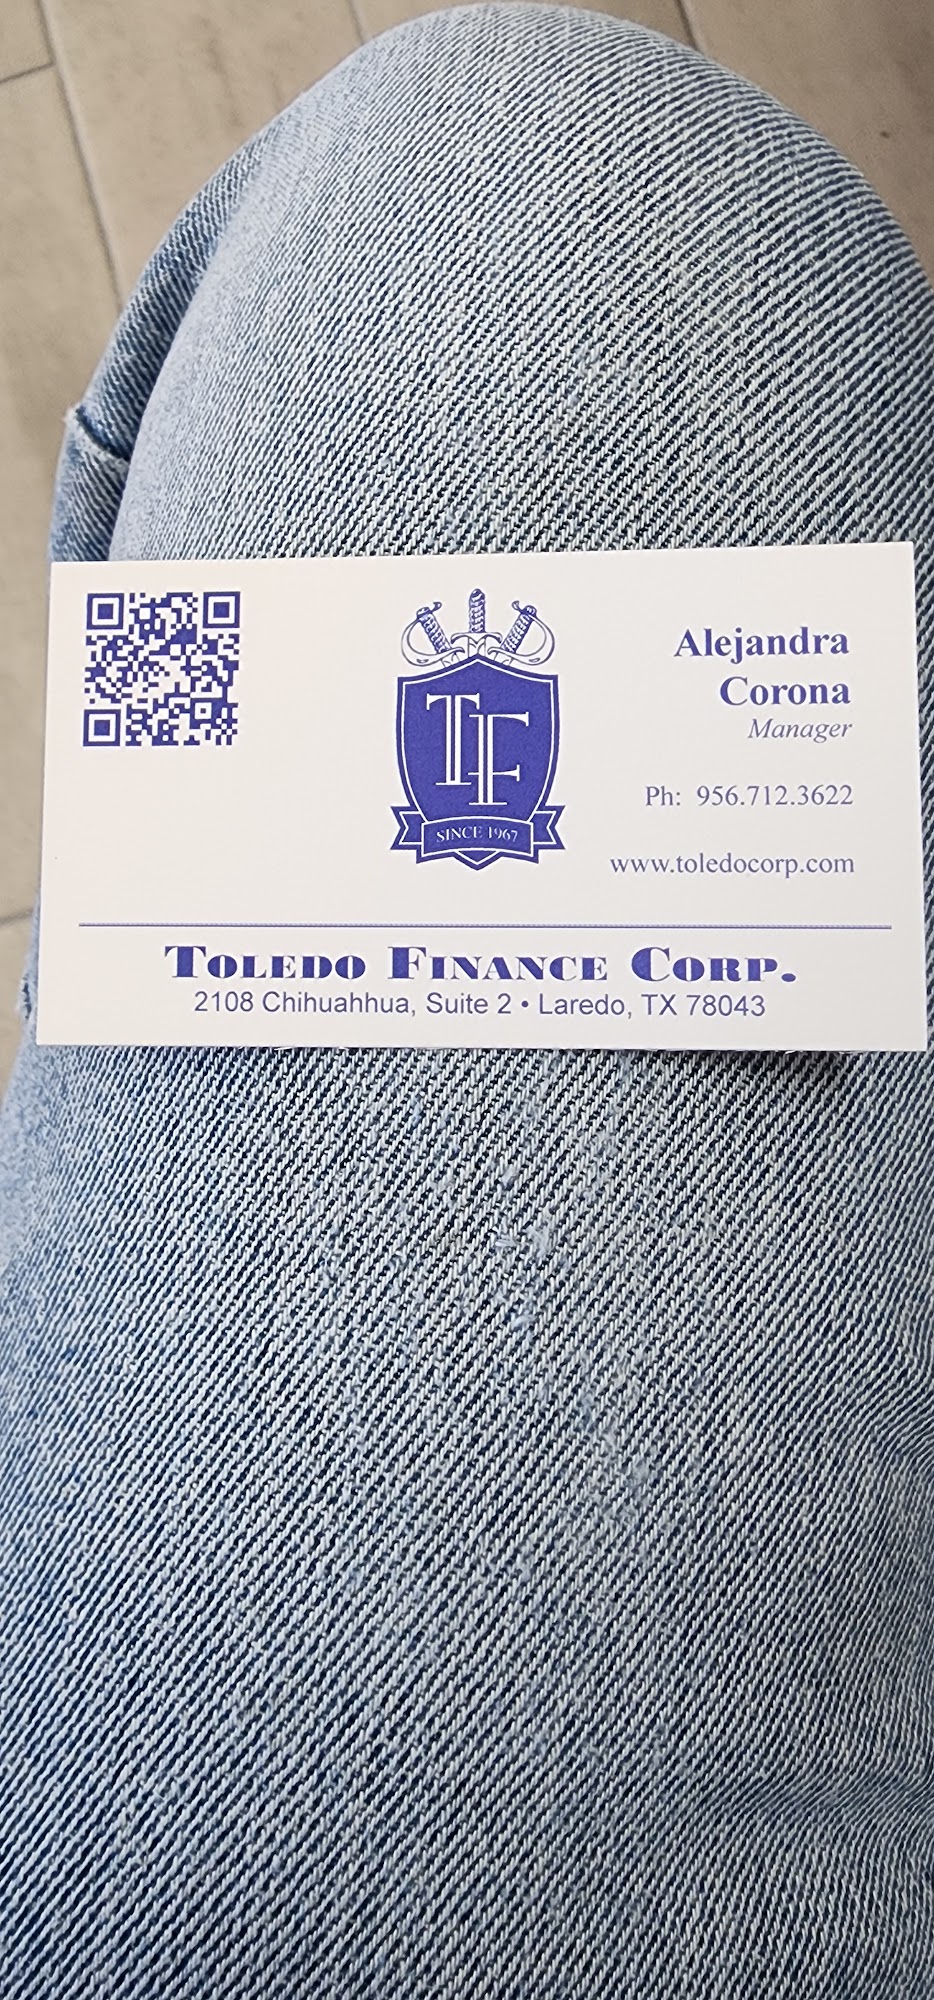 TF
SINCE 1967
Alejandra
Corona
Manager
Ph: 956.712.3622
www.toledocorp.com
TOLEDO FINANCE CORP.
2108 Chihuahhua, Suite 2 • Laredo, TX 78043